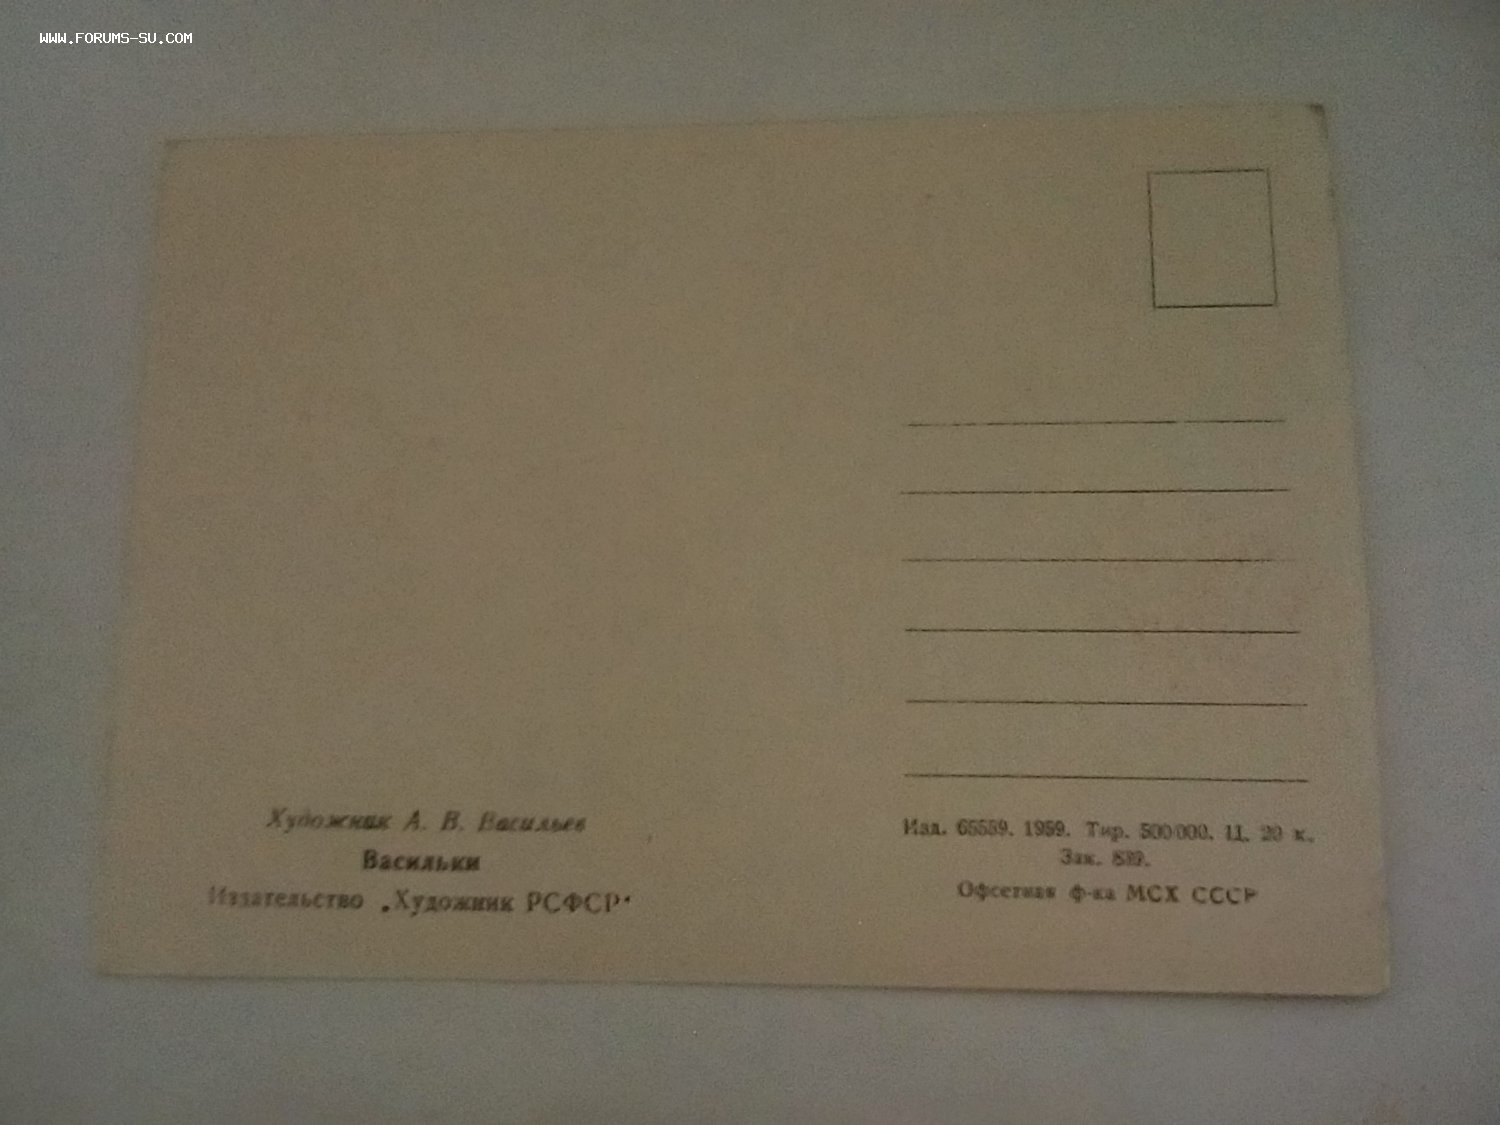 WWW.FORUMS-SU.COM
Художник А. В. Васильев
Васильки
Издательство „Художник РСФСР“
Изд. 65559. 1959. Тир. 500000. Ц. 20 к.
Зак.
Офсетная ф-ка МСХ СССР